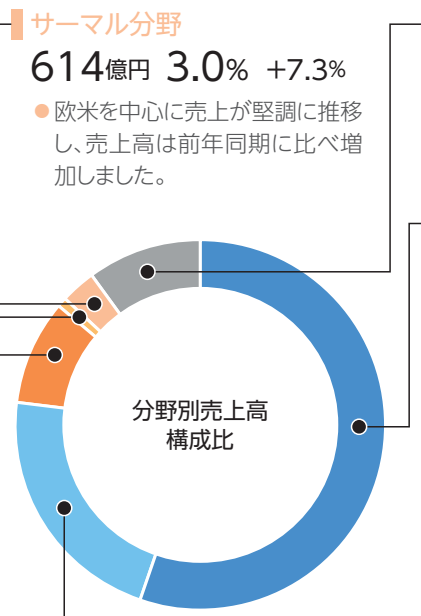 サーマル分野
614億円 3.0% +7.3%
●欧米を中心に売上が堅調に推移
し、売上高は前年同期に比べ増
加しました。
分野別売上高
構成比